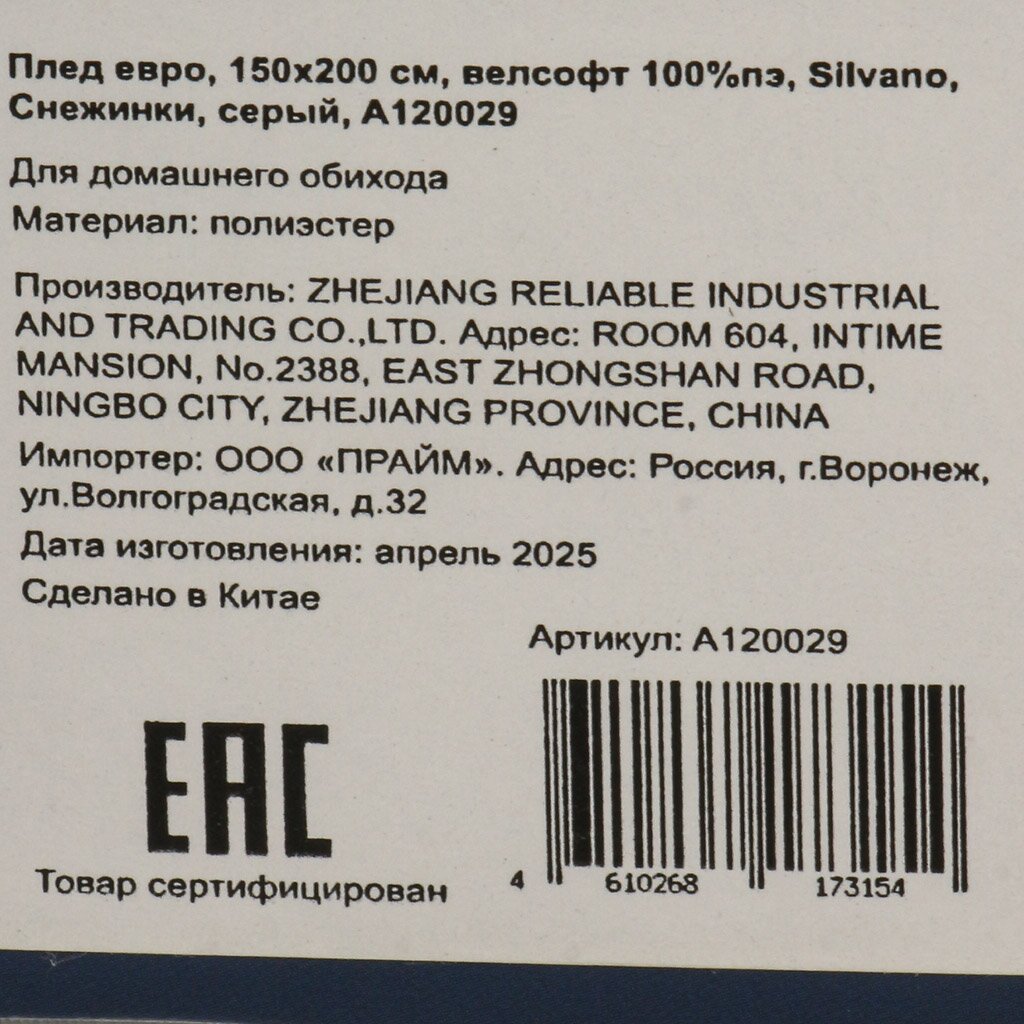 Плед евро, 150х200 см, велсофт 100%пэ, Silvano,
Снежинки, серый, А120029
Для домашнего обихода
Материал: полиэстер
Производитель: ZHEJIANG RELIABLE INDUSTRIAL
AND TRADING CO.,LTD. Адрес: ROOM 604, INTIME
MANSION, No.2388, EAST ZHONGSHAN ROAD,
NINGBO CITY, ZHEJIANG PROVINCE, CHINA
Импортер: ООО «ПРАЙМ». Адрес: Россия, г.Воронеж,
ул.Волгоградская, д.32
Дата изготовления: апрель 2025
Сделано в Китае
Артикул: А120029
ЕАС
Товар сертифицирован
4 610268 173154